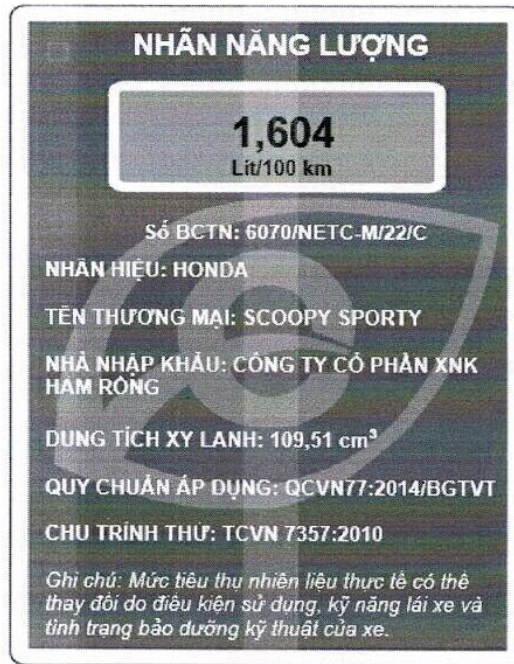 NHÃN NĂNG LƯỢNG
1,604
Lít/100 km
Số BCTN: 6070/NETC-M/22/C
NHÃN HIỆU: HONDA
TÊN THƯƠNG MẠI: SCOOPY SPORTY
NHÀ NHẬP KHẨU: CÔNG TY CỔ PHẦN XNK
HÀM RỒNG
DUNG TÍCH XY LANH: 109,51 cm³
QUY CHUẨN ÁP DỤNG: QCVN77:2014/BGTVT
CHU TRÌNH THỬ: TCVN 7357:2010
Ghi chú: Mức tiêu thụ nhiên liệu thực tế có thể
thay đổi do điều kiện sử dụng, kỹ năng lái xe và
tình trạng bảo dưỡng kỹ thuật của xe.